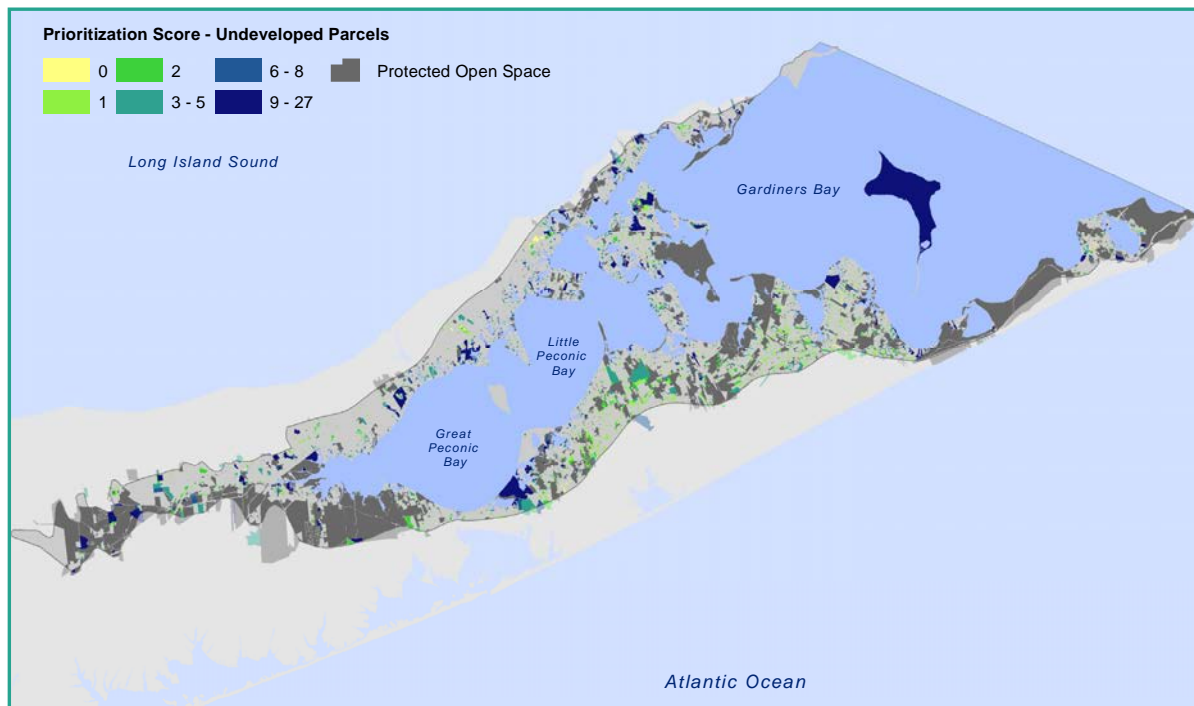 Prioritization Score - Undeveloped Parcels
0 2 6 - 8 Protected Open Space
1 3 - 5 9 - 27
Long Island Sound
Gardiners Bay
Little
Peconic
Bay
Great
Peconic
Bay
Atlantic Ocean